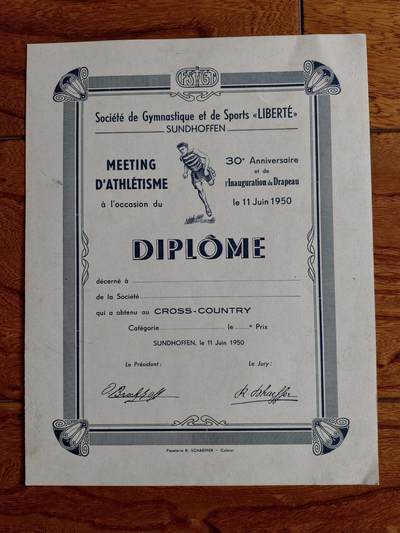 Société de Gymnastique et de Sports «LIBERTÉ»
SUNDHOFFEN
MEETING
D'ATHLÉTISME
à l'occasion du
30e Anniversaire
et de
l'Inauguration du Drapeau
le 11 Juin 1950
DIPLÔME
décerné à
de la Société
qui a obtenu au CROSS-COUNTRY
Catégorie le e Prix
SUNDHOFFEN, le 11 Juin 1950
Le Président :
Le Jury :
R. Schaeffer
Papeterie R. SCHAEFFER - Colmar